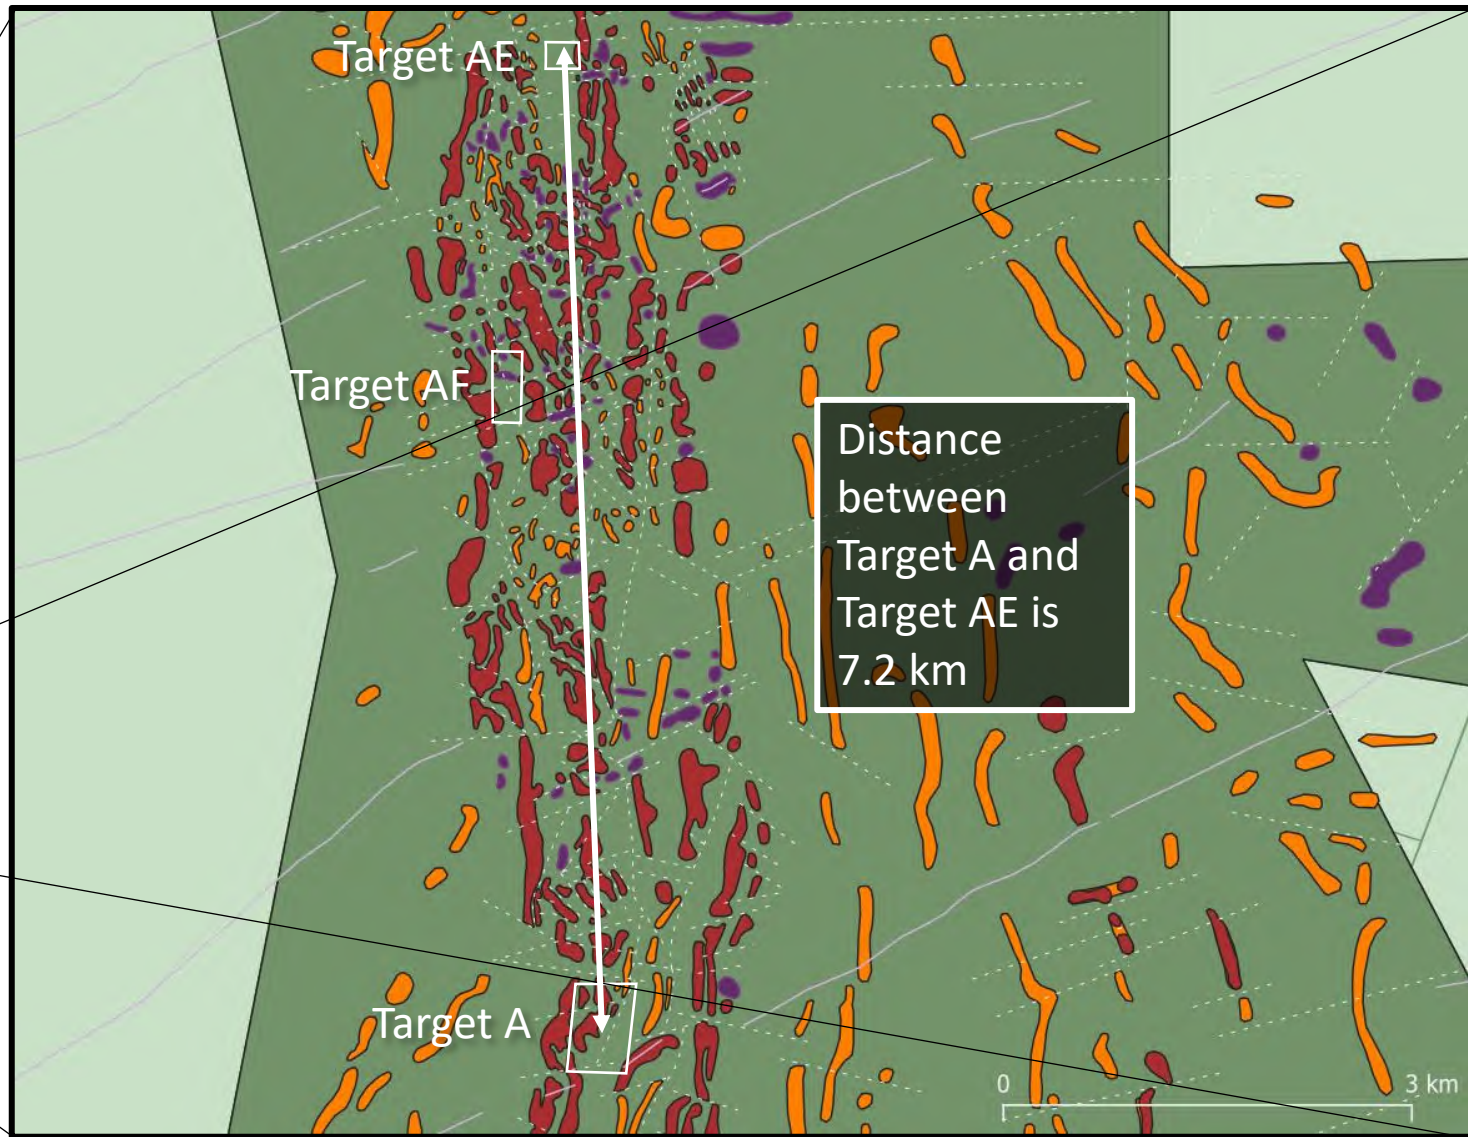 Target AE
Target AF
Distance
between
Target A and
Target AE is
7.2 km
Target A
0 3 km